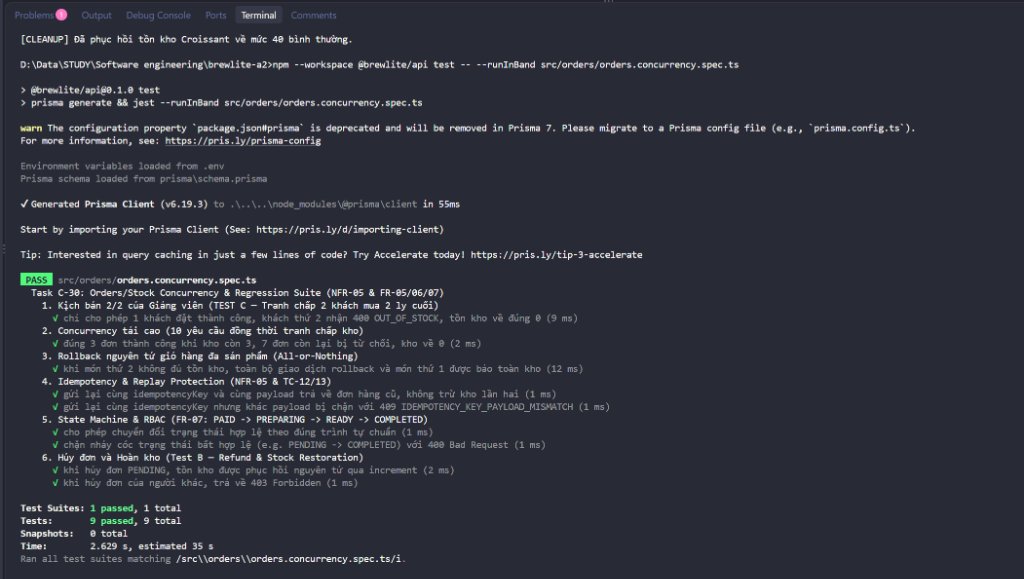 Problems 1 Output Debug Console Ports Terminal Comments
[CLEANUP] Đã phục hồi tồn kho Croissant về mức 40 bình thường.
D:\Data\STUDY\Software engineering\brewlite-a2>npm --workspace @brewlite/api test -- --runInBand src/orders/orders.concurrency.spec.ts
> @brewlite/api@0.1.0 test
> prisma generate && jest --runInBand src/orders/orders.concurrency.spec.ts
warn The configuration property `package.json#prisma` is deprecated and will be removed in Prisma 7. Please migrate to a Prisma config file (e.g., `prisma.config.ts`).
For more information, see: https://pris.ly/prisma-config
Environment variables loaded from .env
Prisma schema loaded from prisma\schema.prisma
✓ Generated Prisma Client (v6.19.3) to .\..\..\node_modules\@prisma\client in 55ms
Start by importing your Prisma Client (See: https://pris.ly/d/importing-client)
Tip: Interested in query caching in just a few lines of code? Try Accelerate today! https://pris.ly/tip-3-accelerate
PASS src/orders/orders.concurrency.spec.ts
Task C-30: Orders/Stock Concurrency & Regression Suite (NFR-05 & FR-05/06/07)
1. Kịch bản 2/2 của Giảng viên (TEST C — Tranh chấp 2 khách mua 2 ly cuối)
√ chỉ cho phép 1 khách đặt thành công, khách thứ 2 nhận 400 OUT_OF_STOCK, tồn kho về đúng 0 (9 ms)
2. Concurrency tải cao (10 yêu cầu đồng thời tranh chấp kho)
√ đúng 3 đơn thành công khi kho còn 3, 7 đơn còn lại bị từ chối, kho về 0 (2 ms)
3. Rollback nguyên tử giỏ hàng đa sản phẩm (All-or-Nothing)
√ khi món thứ 2 không đủ tồn kho, toàn bộ giao dịch rollback và món thứ 1 được bảo toàn kho (12 ms)
4. Idempotency & Replay Protection (NFR-05 & TC-12/13)
√ gửi lại cùng idempotencyKey và cùng payload trả về đơn hàng cũ, không trừ kho lần hai (1 ms)
√ gửi lại cùng idempotencyKey nhưng khác payload bị chặn với 409 IDEMPOTENCY_KEY_PAYLOAD_MISMATCH (1 ms)
5. State Machine & RBAC (FR-07: PAID -> PREPARING -> READY -> COMPLETED)
√ cho phép chuyển đổi trạng thái hợp lệ theo đúng trình tự chuẩn (1 ms)
√ chặn nhảy cóc trạng thái bất hợp lệ (e.g. PENDING -> COMPLETED) với 400 Bad Request (1 ms)
6. Hủy đơn và Hoàn kho (Test B — Refund & Stock Restoration)
√ khi hủy đơn PENDING, tồn kho được phục hồi nguyên tử qua increment (2 ms)
√ khi hủy đơn của người khác, trả về 403 Forbidden (1 ms)
Test Suites: 1 passed, 1 total
Tests: 9 passed, 9 total
Snapshots: 0 total
Time: 2.629 s, estimated 35 s
Ran all test suites matching /src\\orders\\orders.concurrency.spec.ts/i.